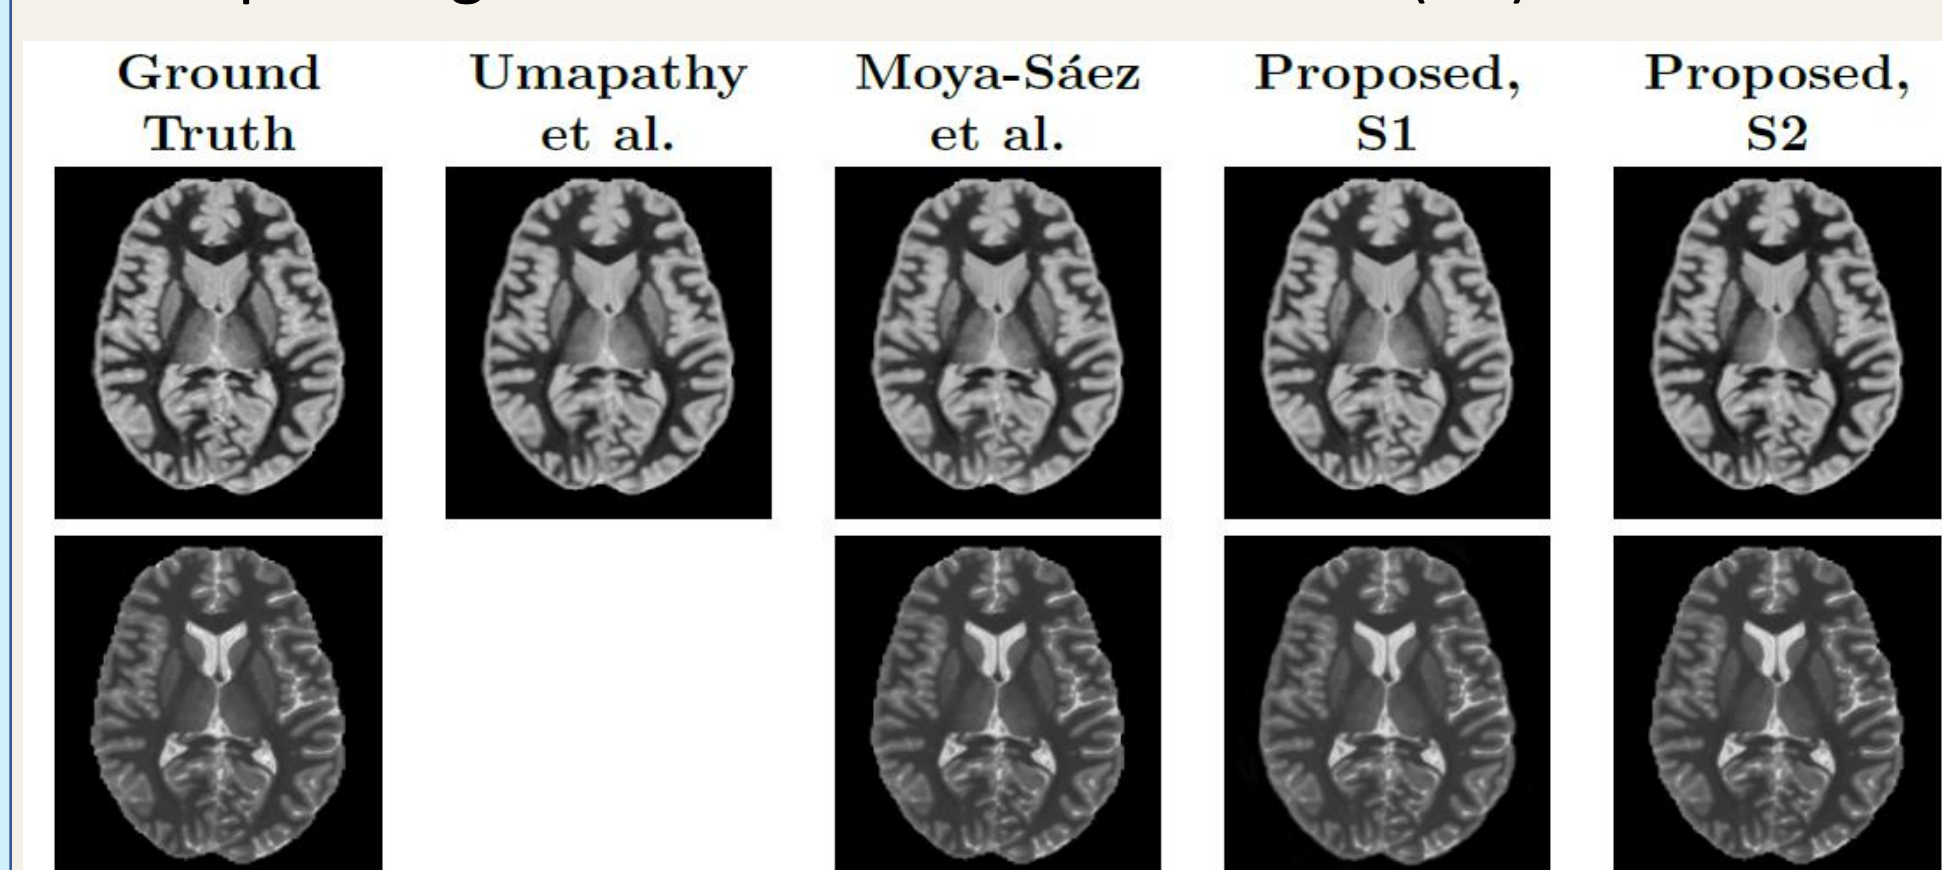 Ground
Truth
Umapathy
et al.
Moya-Sáez
et al.
Proposed,
S1
Proposed,
S2